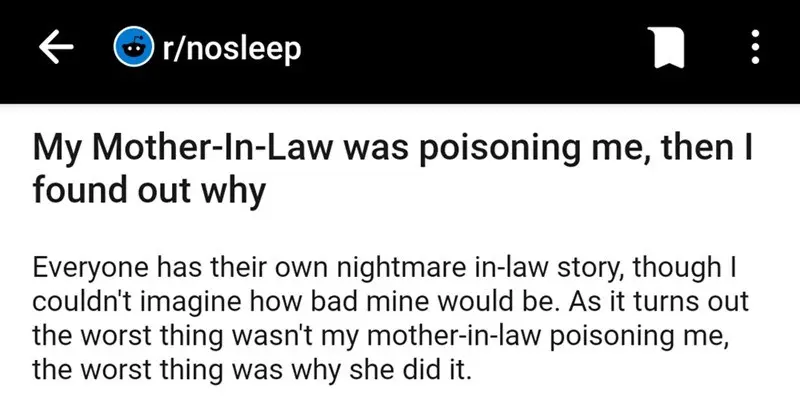 r/nosleep
My Mother-In-Law was poisoning me, then I
found out why
Everyone has their own nightmare in-law story, though I
couldn't imagine how bad mine would be. As it turns out
the worst thing wasn't my mother-in-law poisoning me,
the worst thing was why she did it.